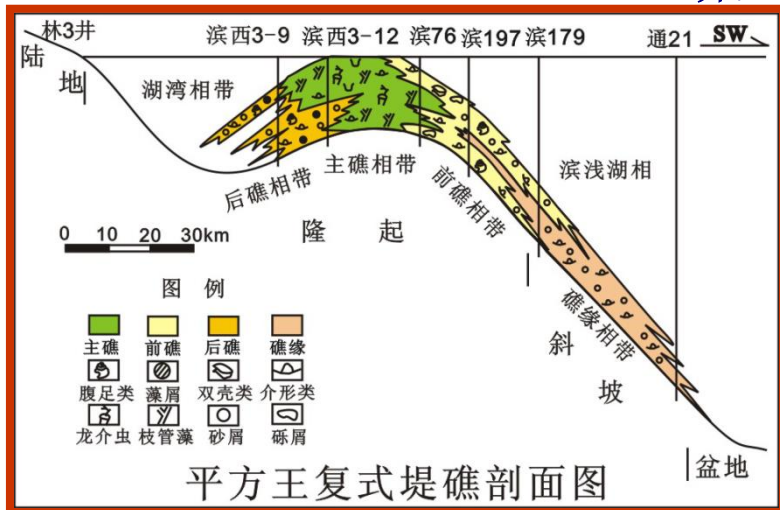 林3井 滨西3-9 滨西3-12 滨76 滨197 滨179 通21 SW
陆地
湖湾相带
后礁相带
主礁相带
前礁相带
滨浅湖相
礁缘相带
隆 起
斜坡
盆地
0 10 20 30km
图 例
主礁 前礁 后礁 礁缘
腹足类 藻屑 双壳类 介形类
龙介虫 枝管藻 砂屑 砾屑
平方王复式堤礁剖面图